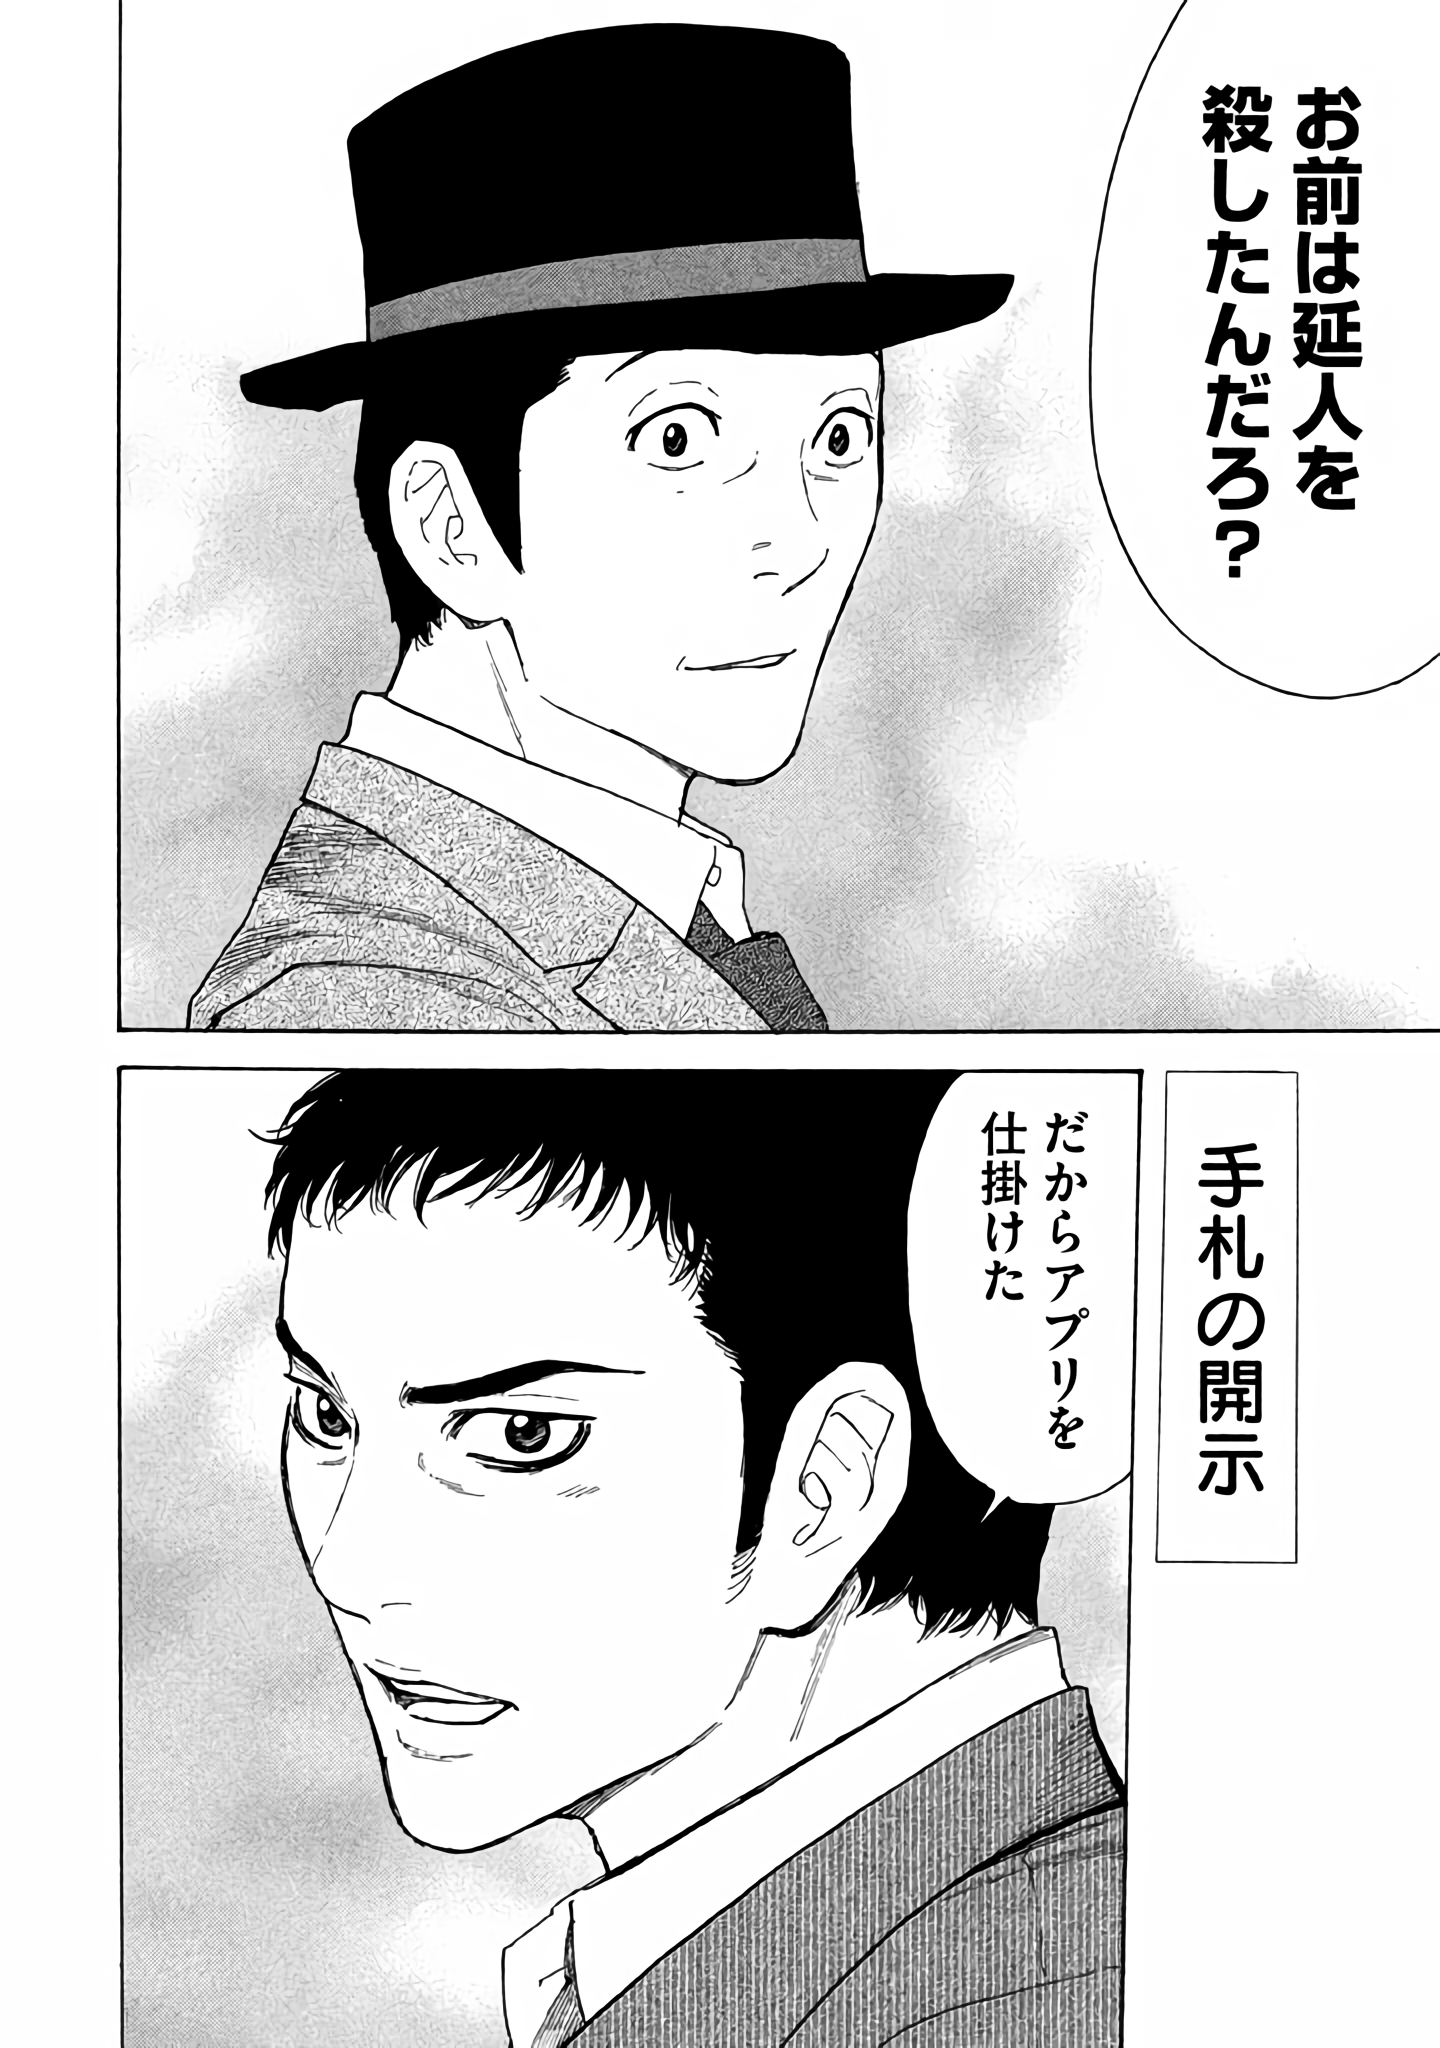 お前は延人を
殺したんだろ?
手札の開示
だからアプリを
仕掛けた